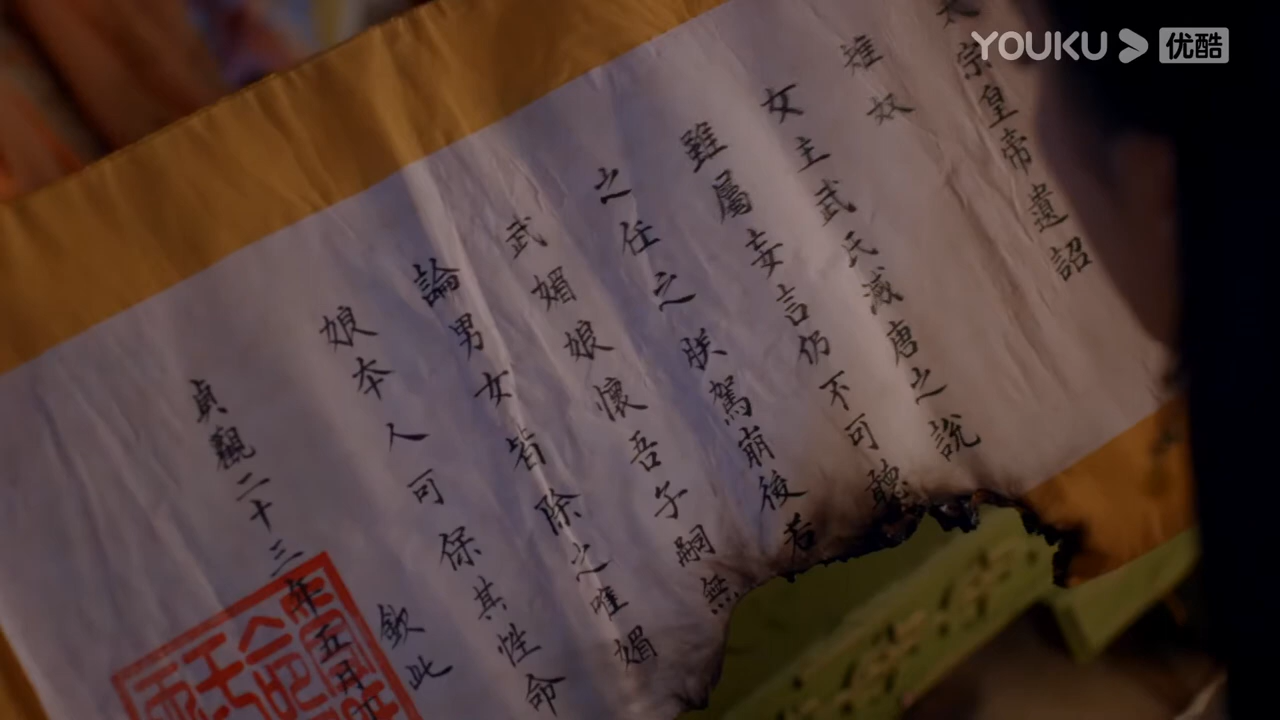 太宗皇帝遺詔
雉奴
女主武氏滅唐之說
雖屬妄言仍不可聽
之任之朕駕崩後若
武媚娘懷吾子嗣無
論男女皆除之唯媚
娘本人可保其性命
欽此
貞觀二十三年五月
YOUKU 优酷